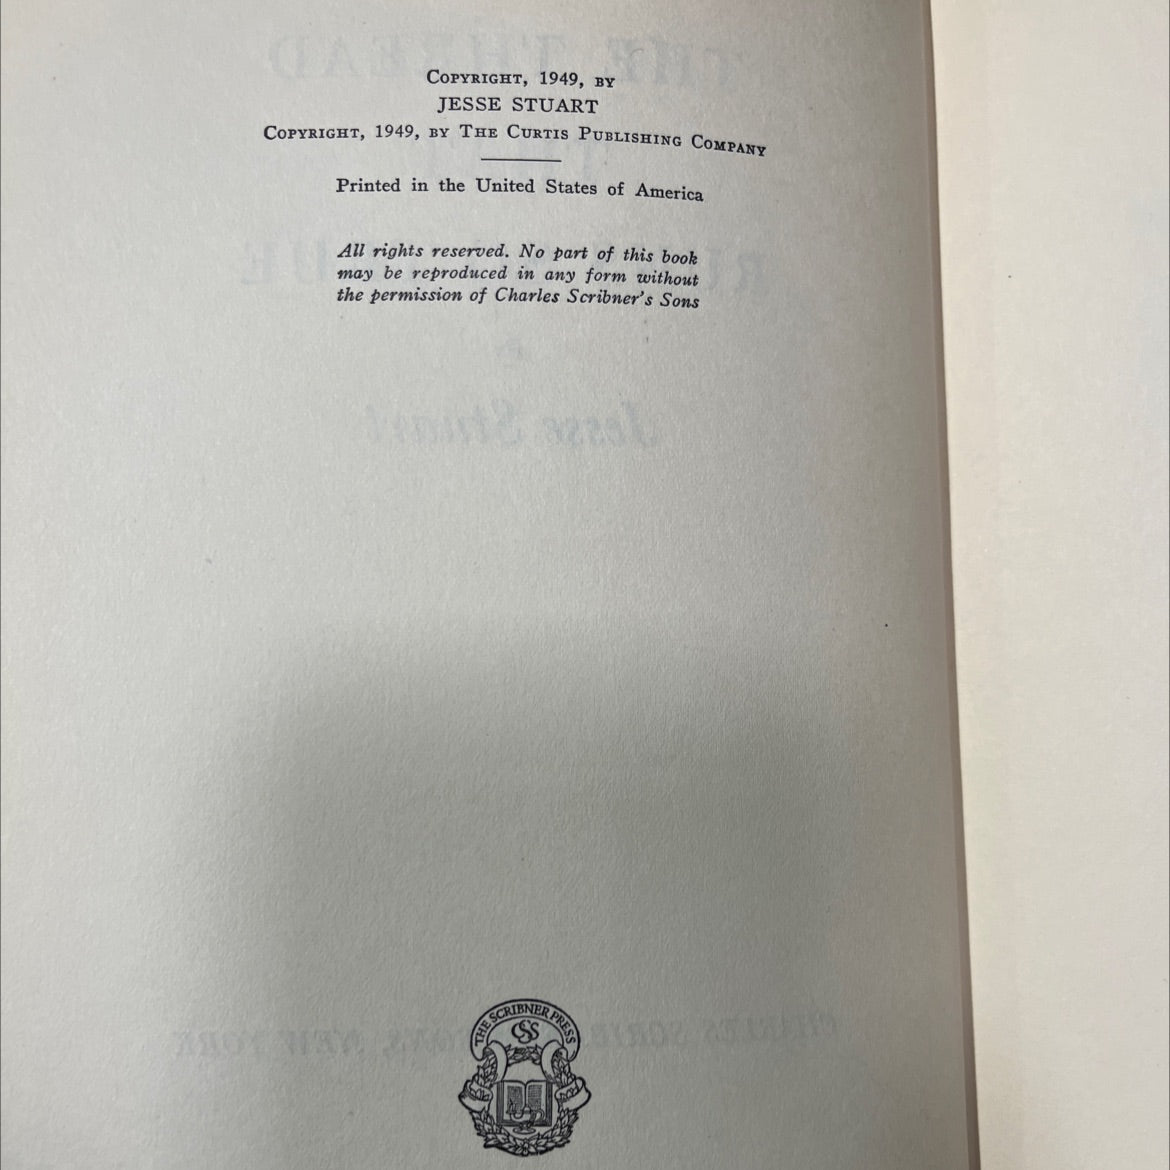 COPYRIGHT, 1949, BY
JESSE STUART
COPYRIGHT, 1949, BY THE CURTIS PUBLISHING COMPANY
Printed in the United States of America
All rights reserved. No part of this book
may be reproduced in any form without
the permission of Charles Scribner's Sons
Jesse Stuart
THE SCRIBNER PRESS
CSS